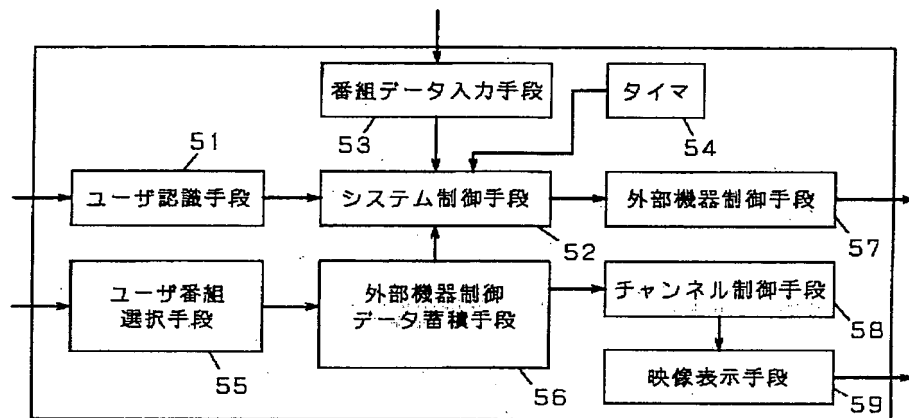 番組データ入力手段
タイマ
53
54
51
ユーザ認識手段
システム制御手段
外部機器制御手段
52
57
ユーザ番組
選択手段
外部機器制御
データ蓄積手段
チャンネル制御手段
58
55
56
映像表示手段
59